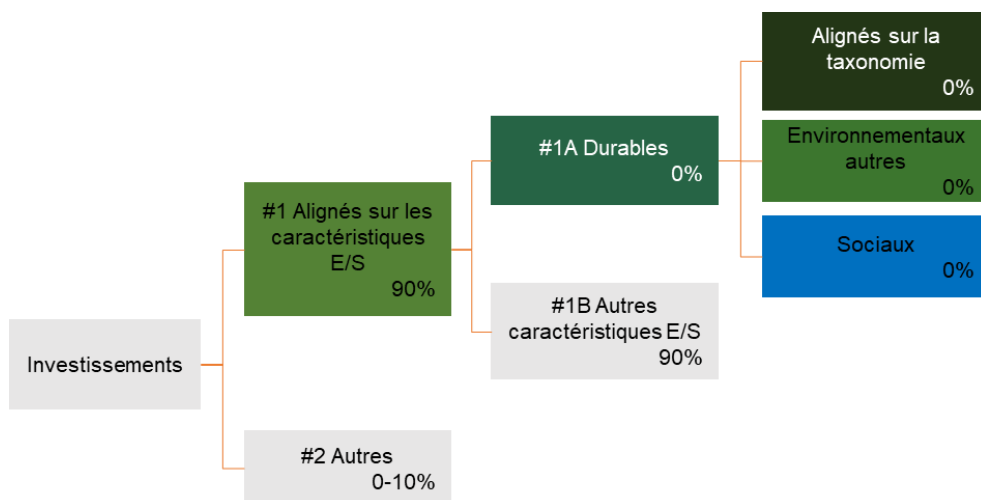 Alignés sur la
taxonomie
0%
#1A Durables
0%
Environnementaux
autres
0%
#1 Alignés sur les
caractéristiques
E/S
90%
Sociaux
0%
#1B Autres
caractéristiques E/S
90%
Investissements
#2 Autres
0-10%